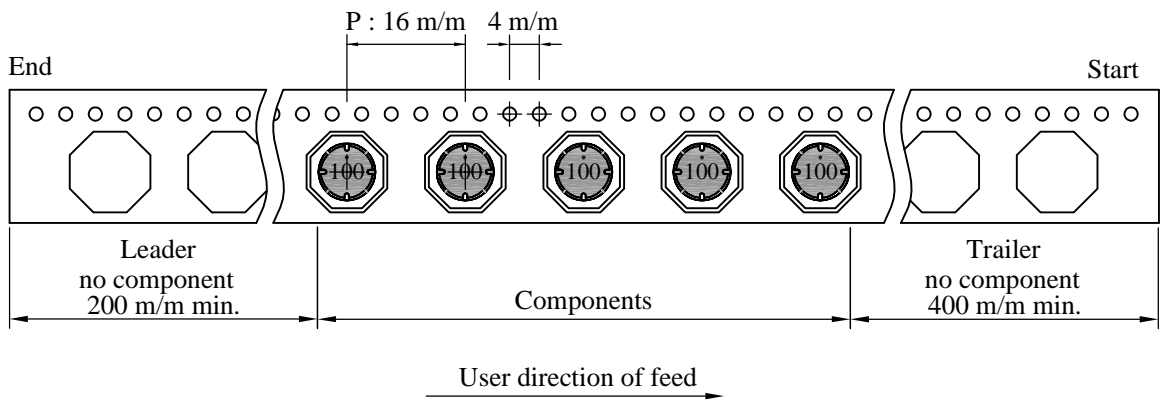 P : 16 m/m 4 m/m
End Start
100 100 100 100 100
Leader
no component
200 m/m min.
Components
Trailer
no component
400 m/m min.
User direction of feed